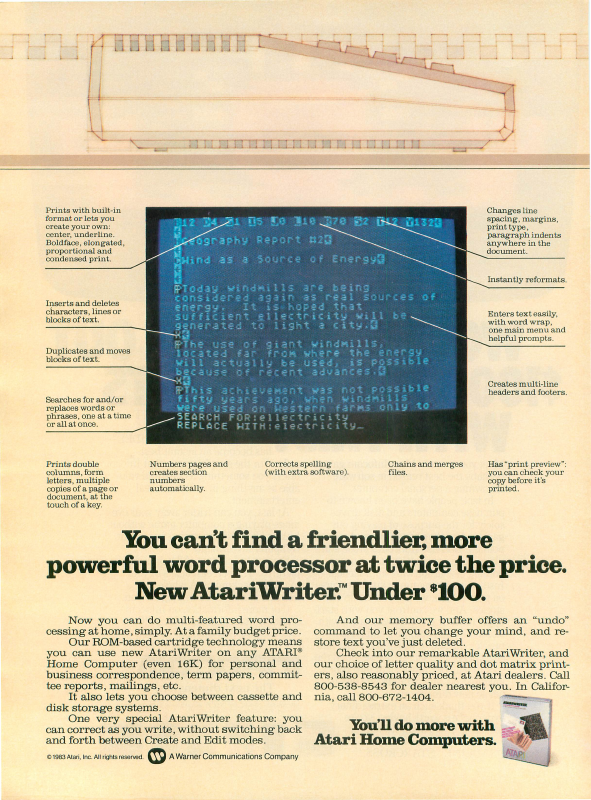 Prints with built-in
format or lets you
create your own:
center, underline.
Boldface, elongated,
proportional and
condensed print.
Inserts and deletes
characters, lines or
blocks of text.
Duplicates and moves
blocks of text.
Searches for and/or
replaces words or
phrases, one at a time
or all at once.
Geography Report #2
Wind as a Source of Energy
Today windmills are being
considered again as real sources of
energy. It is hoped that
sufficient ellectricity will be
generated to light a city.
The use of giant windmills,
located far from where the energy
will actually be used, is possible
because of recent advances.
This achievement was not possible
fifty years ago, when windmills
were used on Western farms only to
SEARCH FOR:ellectricity
REPLACE WITH:electricity_
Changes line
spacing, margins,
print type,
paragraph indents
anywhere in the
document.
Instantly reformats.
Enters text easily,
with word wrap,
one main menu and
helpful prompts.
Creates multi-line
headers and footers.
Prints double
columns, form
letters, multiple
copies of a page or
document, at the
touch of a key.
Numbers pages and
creates section
numbers
automatically.
Corrects spelling
(with extra software).
Chains and merges
files.
Has "print preview":
you can check your
copy before it's
printed.
You can't find a friendlier, more
powerful word processor at twice the price.
New AtariWriter.™ Under $100.
Now you can do multi-featured word pro-
cessing at home, simply. At a family budget price.
Our ROM-based cartridge technology means
you can use new AtariWriter on any ATARI®
Home Computer (even 16K) for personal and
business correspondence, term papers, commit-
tee reports, mailings, etc.
It also lets you choose between cassette and
disk storage systems.
One very special AtariWriter feature: you
can correct as you write, without switching back
and forth between Create and Edit modes.
And our memory buffer offers an "undo"
command to let you change your mind, and re-
store text you've just deleted.
Check into our remarkable AtariWriter, and
our choice of letter quality and dot matrix print-
ers, also reasonably priced, at Atari dealers. Call
800-538-8543 for dealer nearest you. In Califor-
nia, call 800-672-1404.
You'll do more with
Atari Home Computers.
ATARI
© 1983 Atari, Inc. All rights reserved. A Warner Communications Company